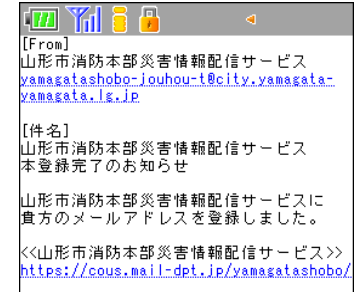 [From]
山形市消防本部災害情報配信サービス
yamagatashobo-jouhou-t@city.yamagata-
yamagata.lg.jp
[件名]
山形市消防本部災害情報配信サービス
本登録完了のお知らせ
山形市消防本部災害情報配信サービスに
貴方のメールアドレスを登録しました。
<<山形市消防本部災害情報配信サービス>>
https://cous.mail-dpt.jp/yamasatashobo/